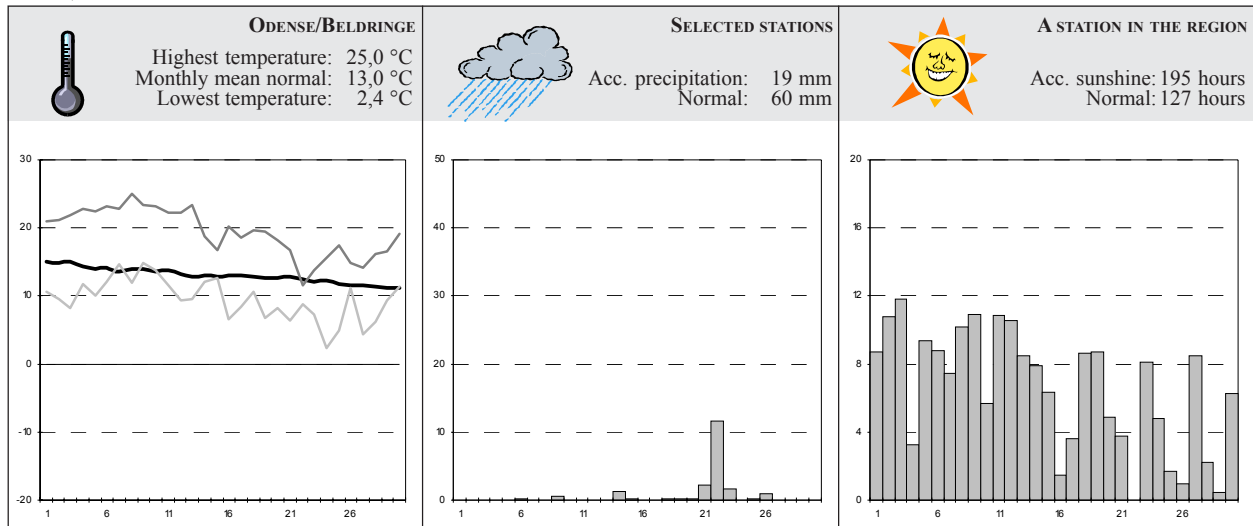 ODENSE/BELDRINGE
Highest temperature: 25,0 °C
Monthly mean normal: 13,0 °C
Lowest temperature: 2,4 °C
SELECTED STATIONS
Acc. precipitation: 19 mm
Normal: 60 mm
A STATION IN THE REGION
Acc. sunshine: 195 hours
Normal: 127 hours
30
20
10
0
-10
-20
1 6 11 16 21 26
50
40
30
20
10
0
1 6 11 16 21 26
20
16
12
8
4
0
1 6 11 16 21 26